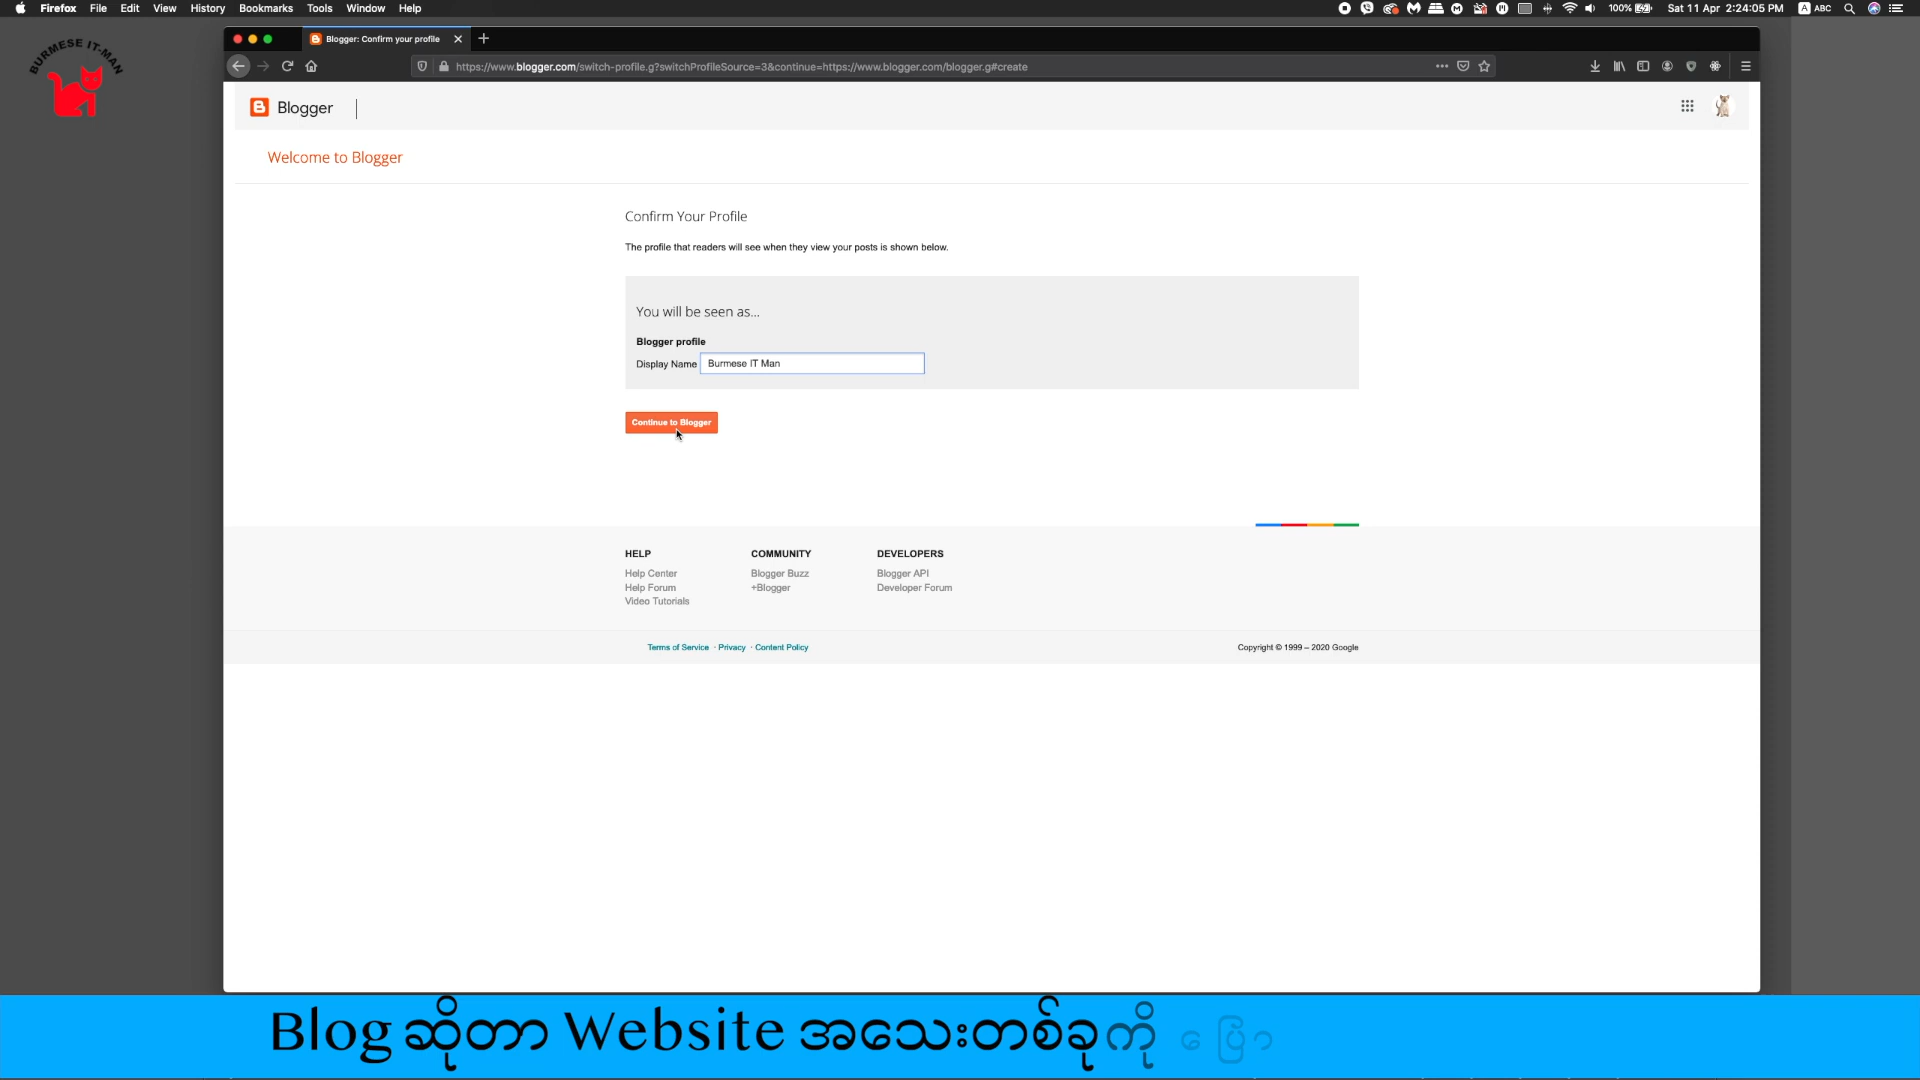 Firefox File Edit View History Bookmarks Tools Window Help
100% Sat 11 Apr 2:24:05 PM A ABC
BURMESE IT-MAN
Blogger: Confirm your profile
https://www.blogger.com/switch-profile.g?switchProfileSource=3&continue=https://www.blogger.com/blogger.g#create
Blogger
Welcome to Blogger
Confirm Your Profile
The profile that readers will see when they view your posts is shown below.
You will be seen as...
Blogger profile
Display Name Burmese IT Man
Continue to Blogger
HELP COMMUNITY DEVELOPERS
Help Center Blogger Buzz Blogger API
Help Forum +Blogger Developer Forum
Video Tutorials
Terms of Service · Privacy · Content Policy Copyright © 1999 – 2020 Google
Blogဆိုတာ Website အသေးတစ်ခုကို ပြော